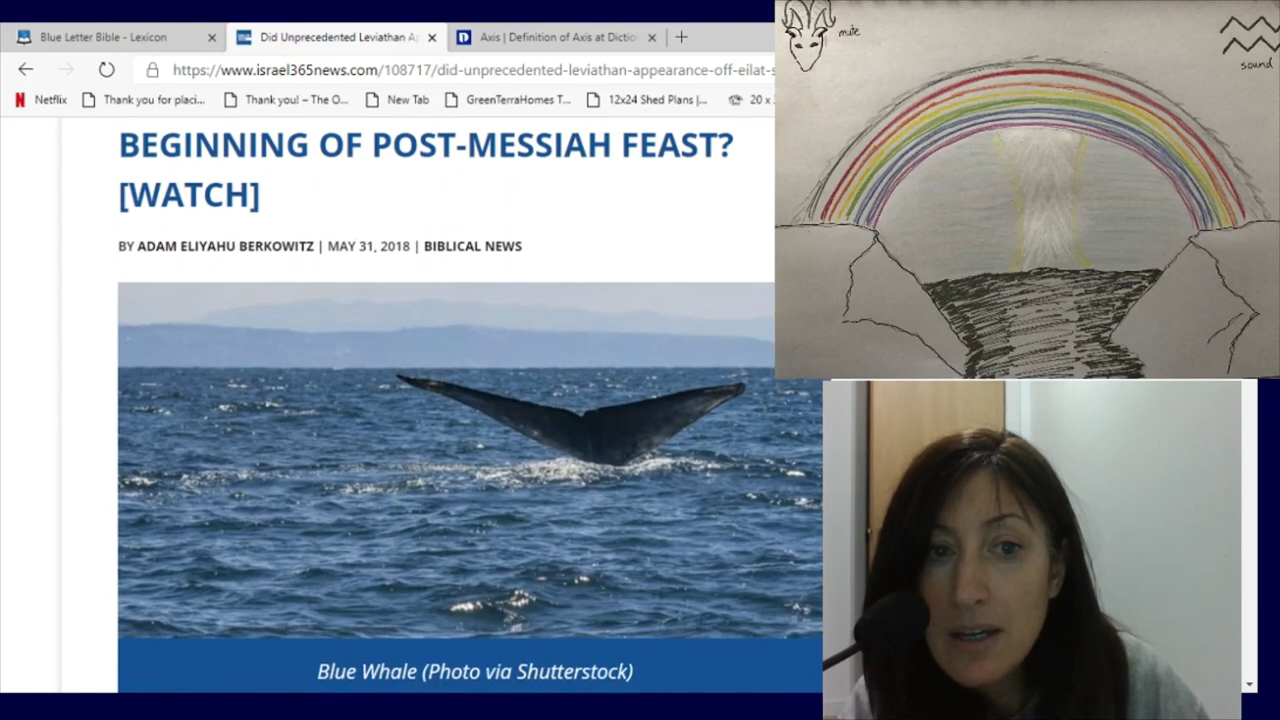 Blue Letter Bible - Lexicon
Did Unprecedented Leviathan Ap
Axis | Definition of Axis at Dictio
https://www.israel365news.com/108717/did-unprecedented-leviathan-appearance-off-eilat-s
Netflix
Thank you for placi...
Thank you! – The O...
New Tab
GreenTerraHomes T...
12x24 Shed Plans |...
20 x
BEGINNING OF POST-MESSIAH FEAST?
[WATCH]
BY ADAM ELIYAHU BERKOWITZ | MAY 31, 2018 | BIBLICAL NEWS
Blue Whale (Photo via Shutterstock)
mute
sound